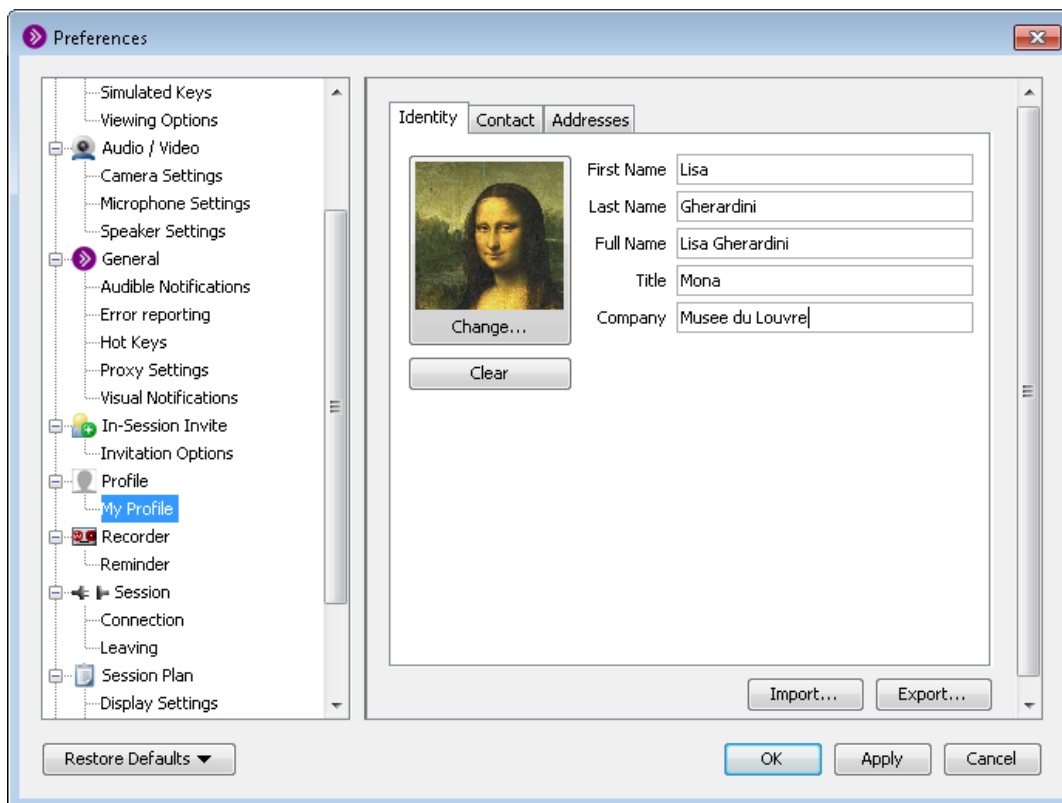 Preferences
Simulated Keys
Viewing Options
Audio / Video
Camera Settings
Microphone Settings
Speaker Settings
General
Audible Notifications
Error reporting
Hot Keys
Proxy Settings
Visual Notifications
In-Session Invite
Invitation Options
Profile
My Profile
Recorder
Reminder
Session
Connection
Leaving
Session Plan
Display Settings
Identity Contact Addresses
First Name Lisa
Last Name Gherardini
Full Name Lisa Gherardini
Title Mona
Company Musee du Louvre
Change...
Clear
Import... Export...
Restore Defaults OK Apply Cancel